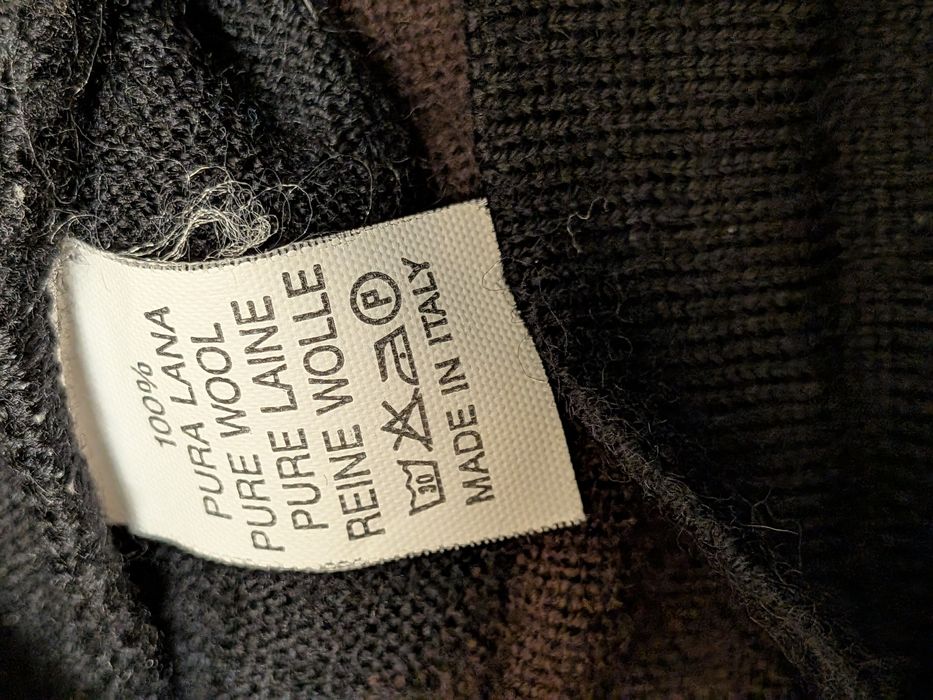 100%
PURA LANA
PURE WOOL
PURE LAINE
REINE WOLLE
30 P
MADE IN ITALY